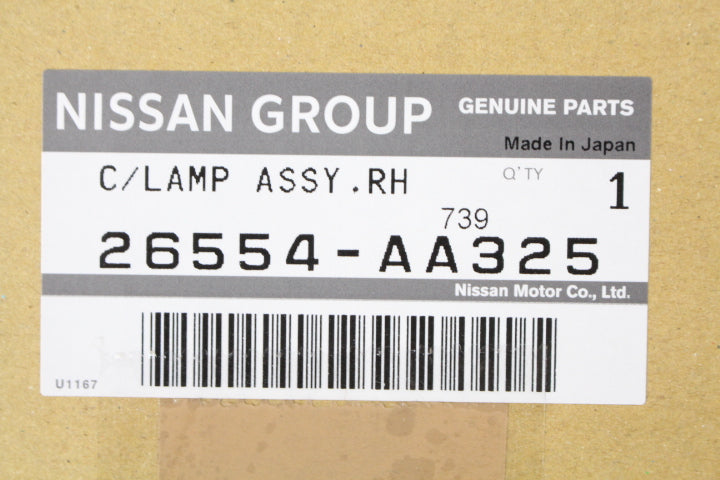 NISSAN GROUP GENUINE PARTS
Made In Japan
C/LAMP ASSY.RH Q'TY 1
739
26554-AA325
Nissan Motor Co., Ltd.
U1167